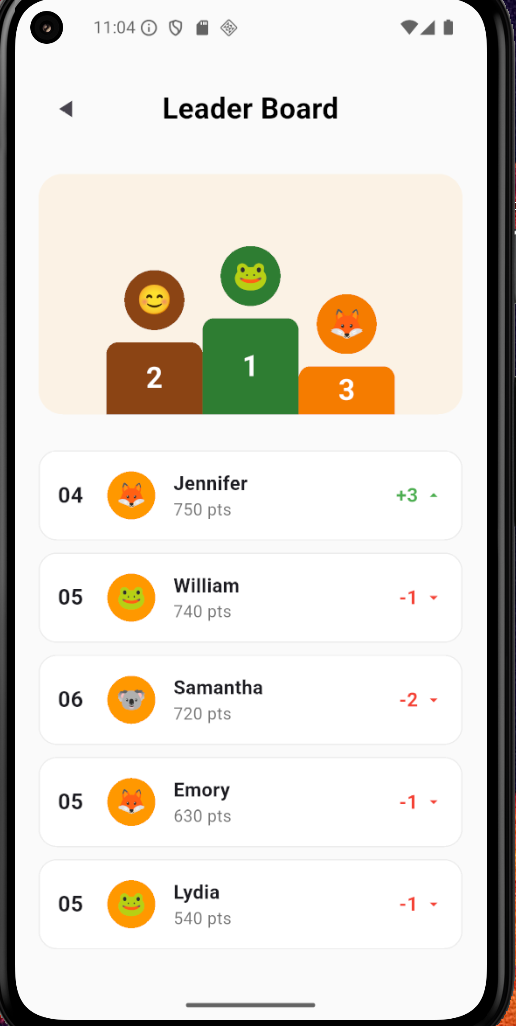 11:04
Leader Board
2
1
3
04
Jennifer
750 pts
+3
05
William
740 pts
-1
06
Samantha
720 pts
-2
05
Emory
630 pts
-1
05
Lydia
540 pts
-1